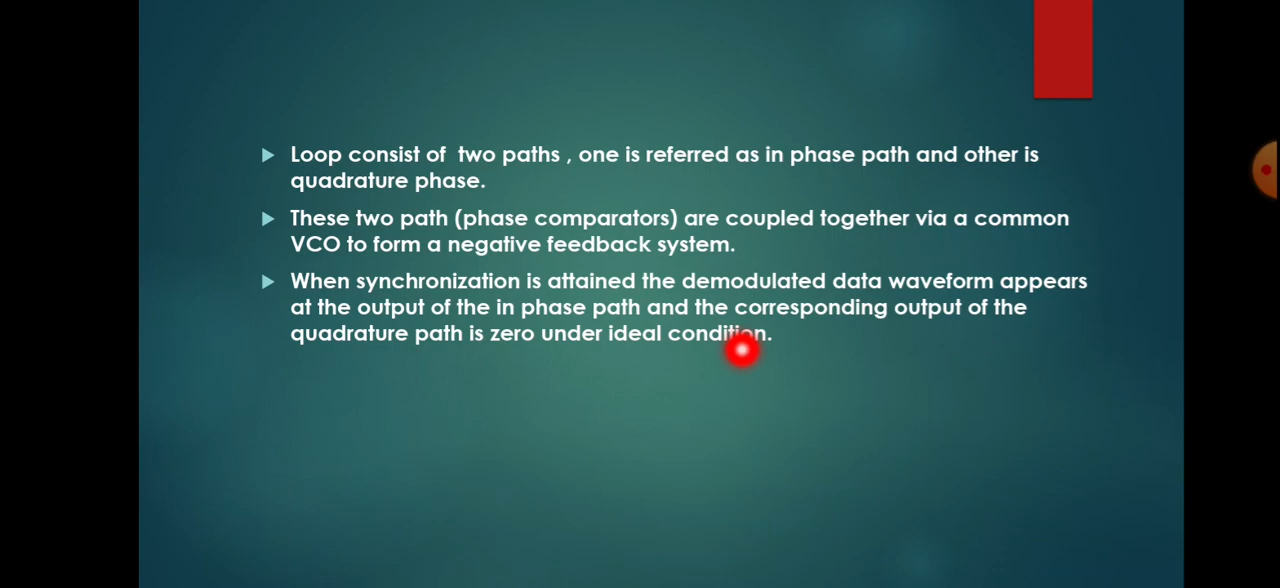 Loop consist of  two paths , one is referred as in phase path and other is
quadrature phase.
These two path (phase comparators) are coupled together via a common
VCO to form a negative feedback system.
When synchronization is attained the demodulated data waveform appears
at the output of the in phase path and the corresponding output of the
quadrature path is zero under ideal condition.